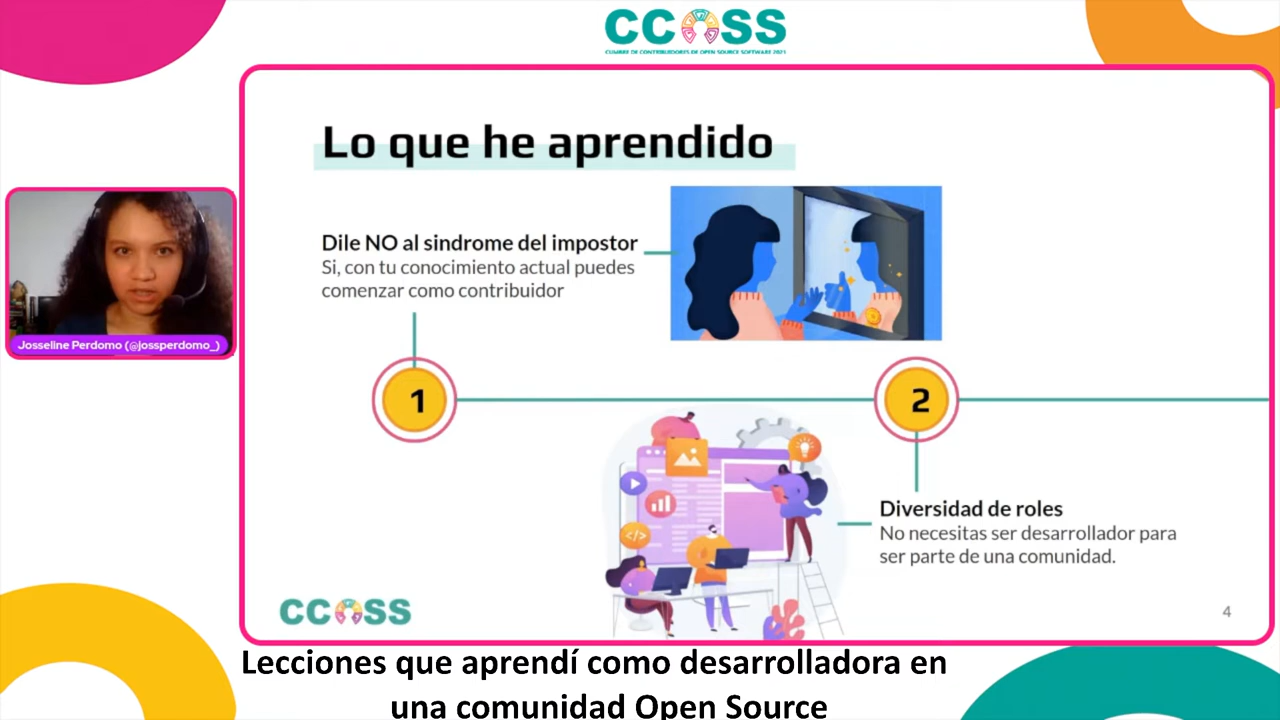 CCOSS
CUMBRE DE CONTRIBUIDORES DE OPEN SOURCE SOFTWARE 2021
Lo que he aprendido
Dile NO al sindrome del impostor
Si, con tu conocimiento actual puedes
comenzar como contribuidor
Josseline Perdomo (@jossperdomo_)
1
2
Diversidad de roles
No necesitas ser desarrollador para
ser parte de una comunidad.
</>
CCOSS
4
Lecciones que aprendí como desarrolladora en
una comunidad Open Source